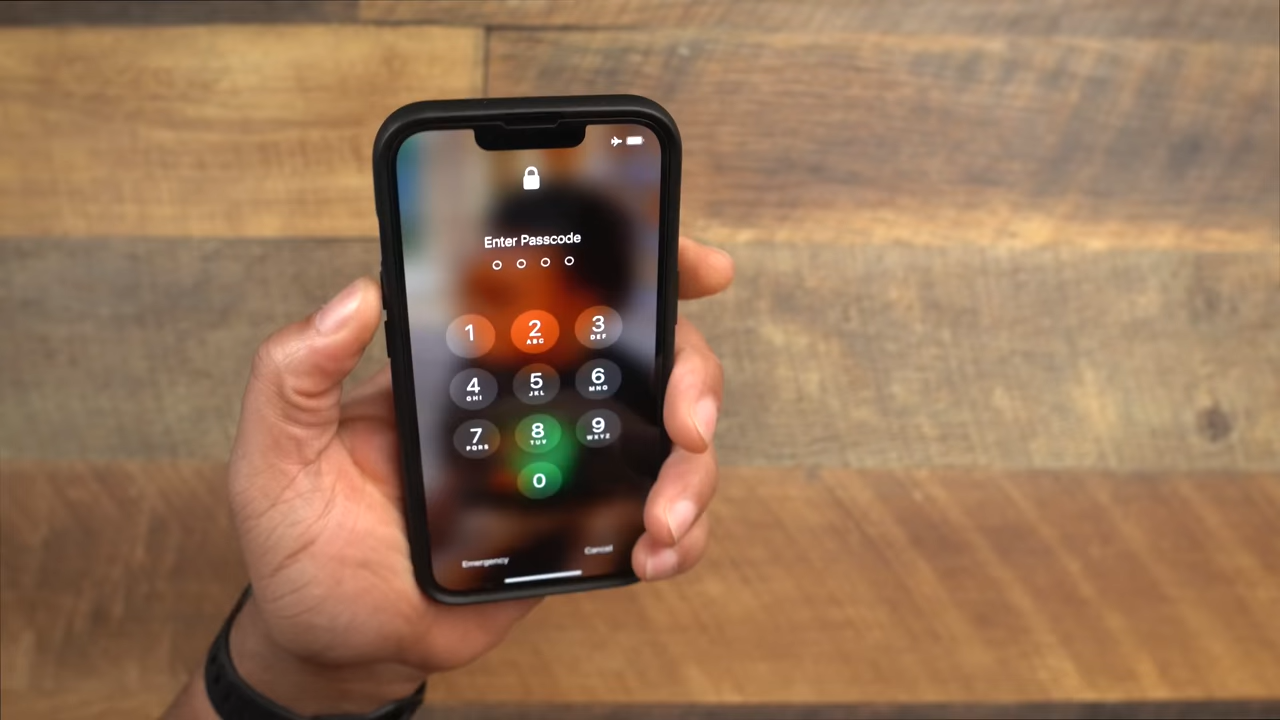 Enter Passcode
1
2
ABC
3
DEF
4
GHI
5
JKL
6
MNO
7
PQRS
8
TUV
9
WXYZ
0
Emergency
Cancel